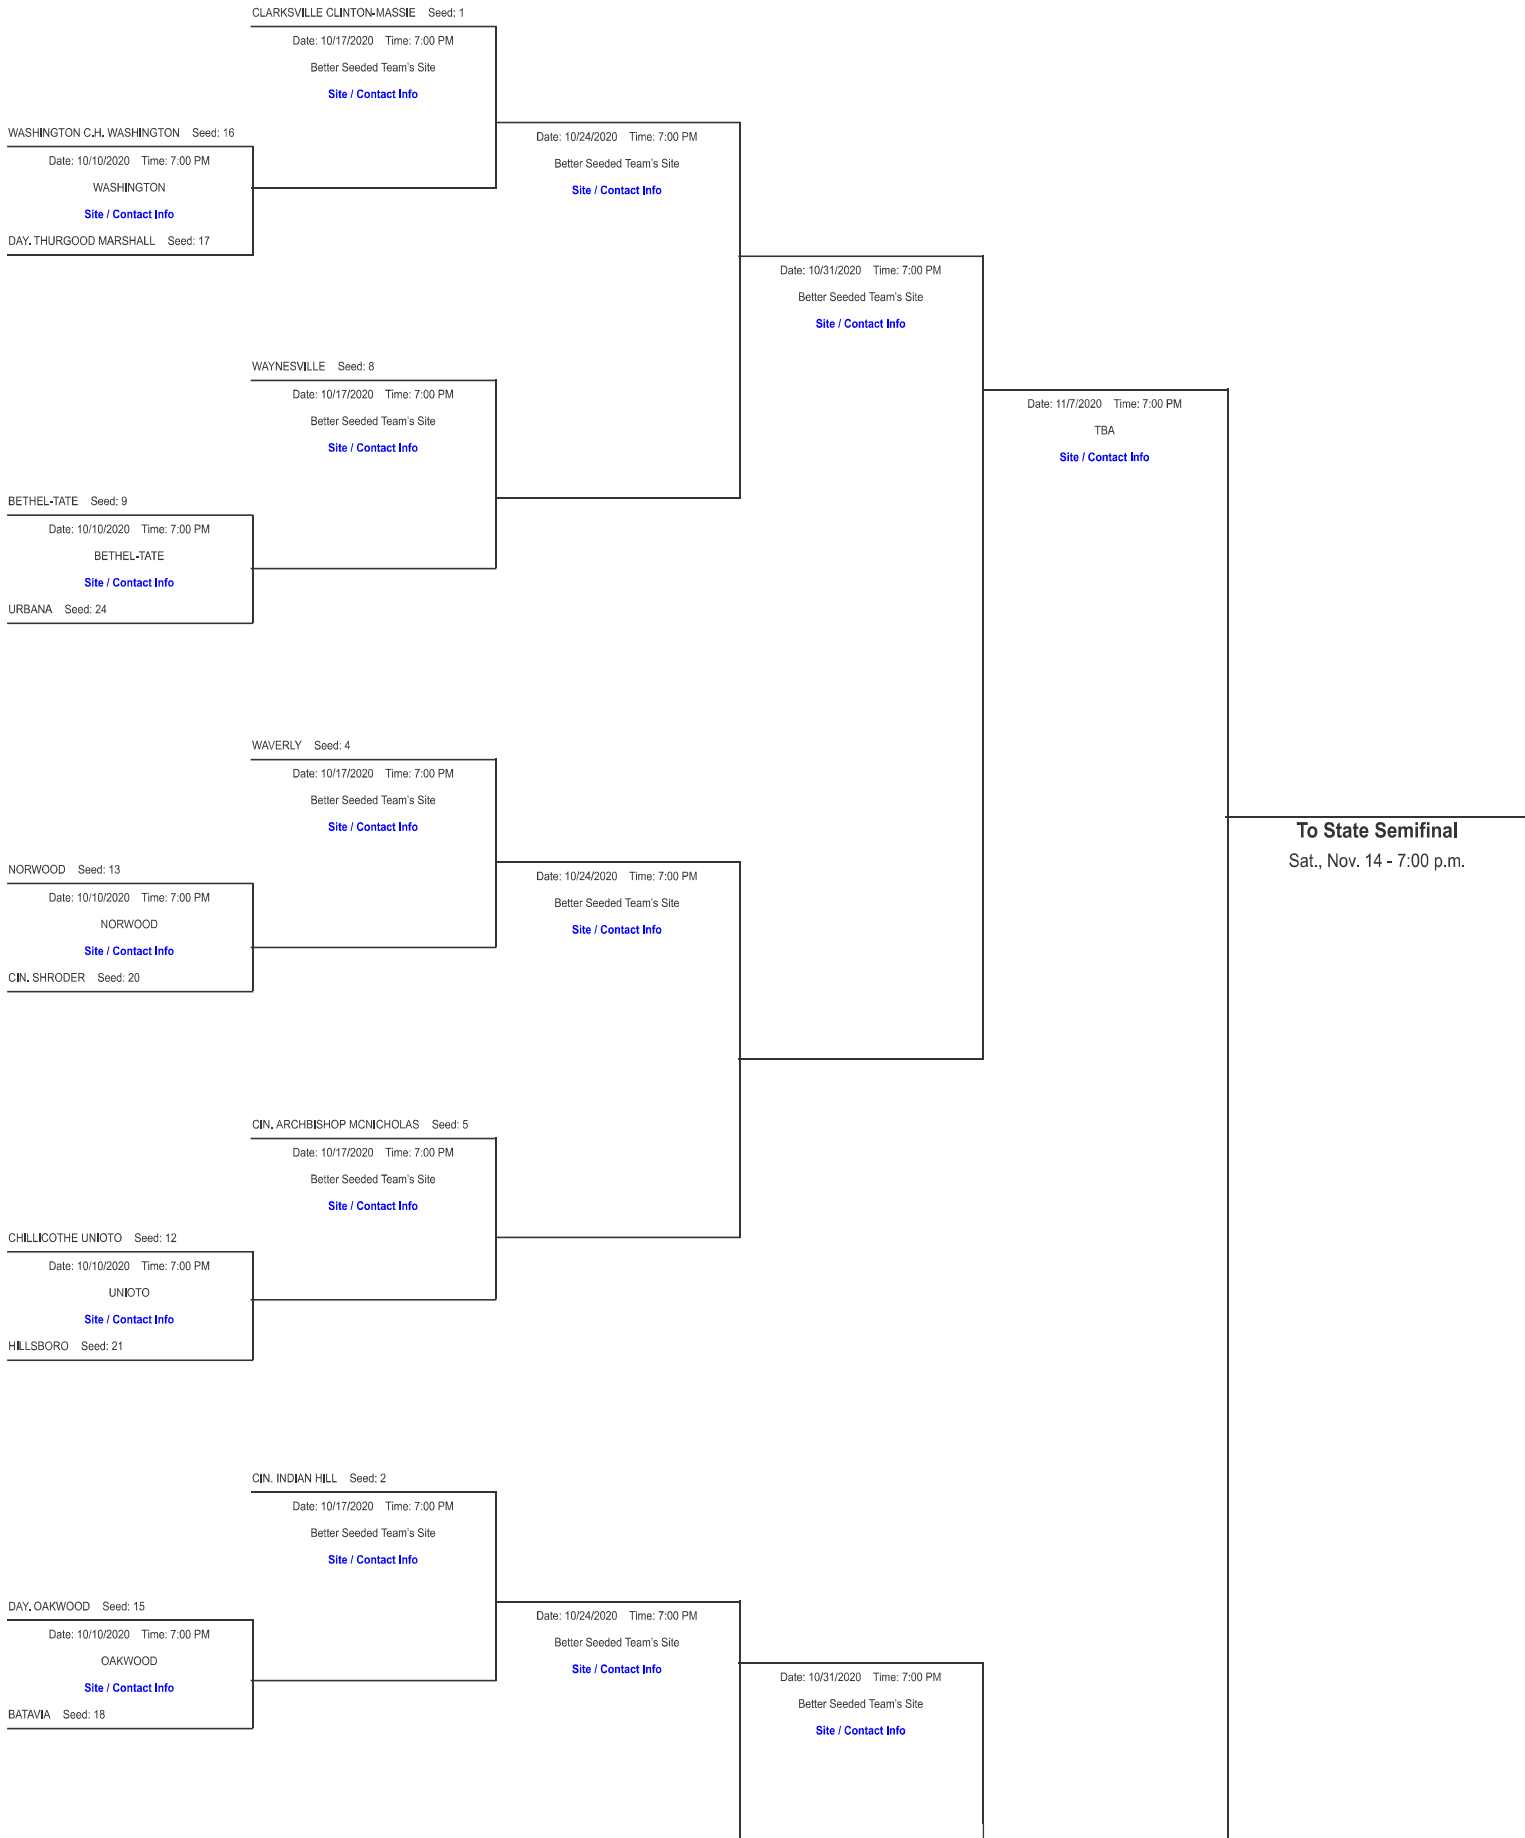 CLARKSVILLE CLINTON-MASSIE Seed: 1
Date: 10/17/2020 Time: 7:00 PM
Better Seeded Team's Site
Site / Contact Info
WASHINGTON C.H. WASHINGTON Seed: 16
Date: 10/10/2020 Time: 7:00 PM
WASHINGTON
Site / Contact Info
DAY. THURGOOD MARSHALL Seed: 17
Date: 10/24/2020 Time: 7:00 PM
Better Seeded Team's Site
Site / Contact Info
Date: 10/31/2020 Time: 7:00 PM
Better Seeded Team's Site
Site / Contact Info
WAYNESVILLE Seed: 8
Date: 10/17/2020 Time: 7:00 PM
Better Seeded Team's Site
Site / Contact Info
Date: 11/7/2020 Time: 7:00 PM
TBA
Site / Contact Info
BETHEL-TATE Seed: 9
Date: 10/10/2020 Time: 7:00 PM
BETHEL-TATE
Site / Contact Info
URBANA Seed: 24
WAVERLY Seed: 4
Date: 10/17/2020 Time: 7:00 PM
Better Seeded Team's Site
Site / Contact Info
To State Semifinal
Sat., Nov. 14 - 7:00 p.m.
NORWOOD Seed: 13
Date: 10/10/2020 Time: 7:00 PM
NORWOOD
Site / Contact Info
CIN. SHRODER Seed: 20
Date: 10/24/2020 Time: 7:00 PM
Better Seeded Team's Site
Site / Contact Info
CIN. ARCHBISHOP MCNICHOLAS Seed: 5
Date: 10/17/2020 Time: 7:00 PM
Better Seeded Team's Site
Site / Contact Info
CHILLICOTHE UNIOTO Seed: 12
Date: 10/10/2020 Time: 7:00 PM
UNIOTO
Site / Contact Info
HILLSBORO Seed: 21
CIN. INDIAN HILL Seed: 2
Date: 10/17/2020 Time: 7:00 PM
Better Seeded Team's Site
Site / Contact Info
DAY. OAKWOOD Seed: 15
Date: 10/10/2020 Time: 7:00 PM
OAKWOOD
Site / Contact Info
BATAVIA Seed: 18
Date: 10/24/2020 Time: 7:00 PM
Better Seeded Team's Site
Site / Contact Info
Date: 10/31/2020 Time: 7:00 PM
Better Seeded Team's Site
Site / Contact Info